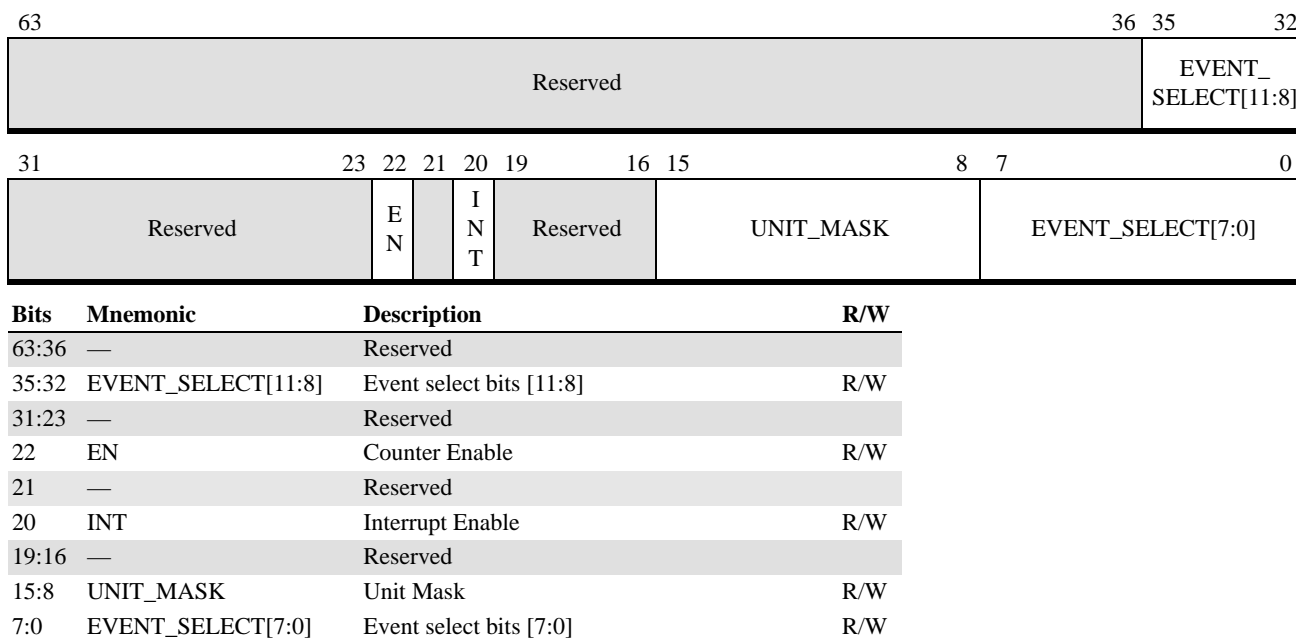 63 36 35 32
Reserved EVENT_
SELECT[11:8]
31 23 22 21 20 19 16 15 8 7 0
Reserved EN INT Reserved UNIT_MASK EVENT_SELECT[7:0]
Bits Mnemonic Description R/W
63:36 — Reserved
35:32 EVENT_SELECT[11:8] Event select bits [11:8] R/W
31:23 — Reserved
22 EN Counter Enable R/W
21 — Reserved
20 INT Interrupt Enable R/W
19:16 — Reserved
15:8 UNIT_MASK Unit Mask R/W
7:0 EVENT_SELECT[7:0] Event select bits [7:0] R/W